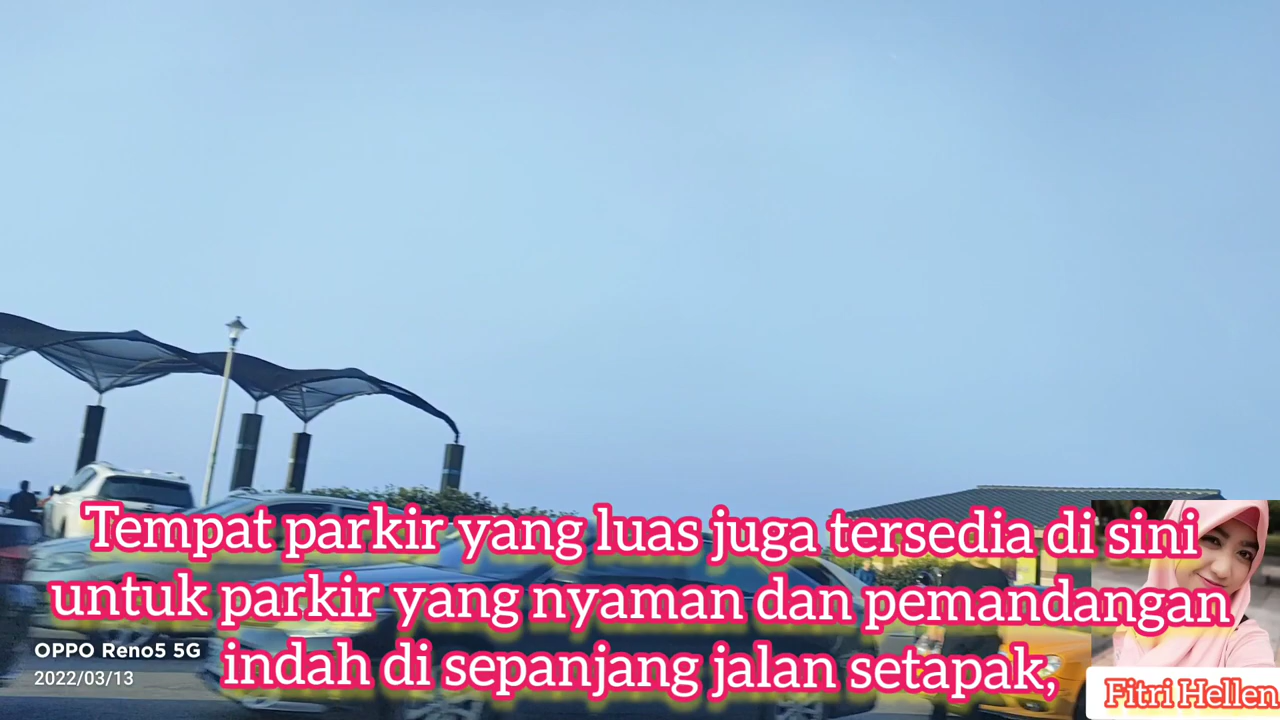 Tempat parkir yang luas juga tersedia di sini
untuk parkir yang nyaman dan pemandangan
indah di sepanjang jalan setapak,
OPPO Reno5 5G
2022/03/13
Fitri Hellen